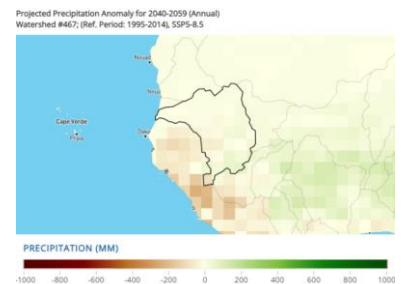 Projected Precipitation Anomaly for 2040-2059 (Annual)
Watershed #467; (Ref. Period: 1995-2014), SSP5-8.5
Cape Verde
Praia
PRECIPITATION (MM)
-1000 -800 -600 -400 -200 0 200 400 600 800 1000